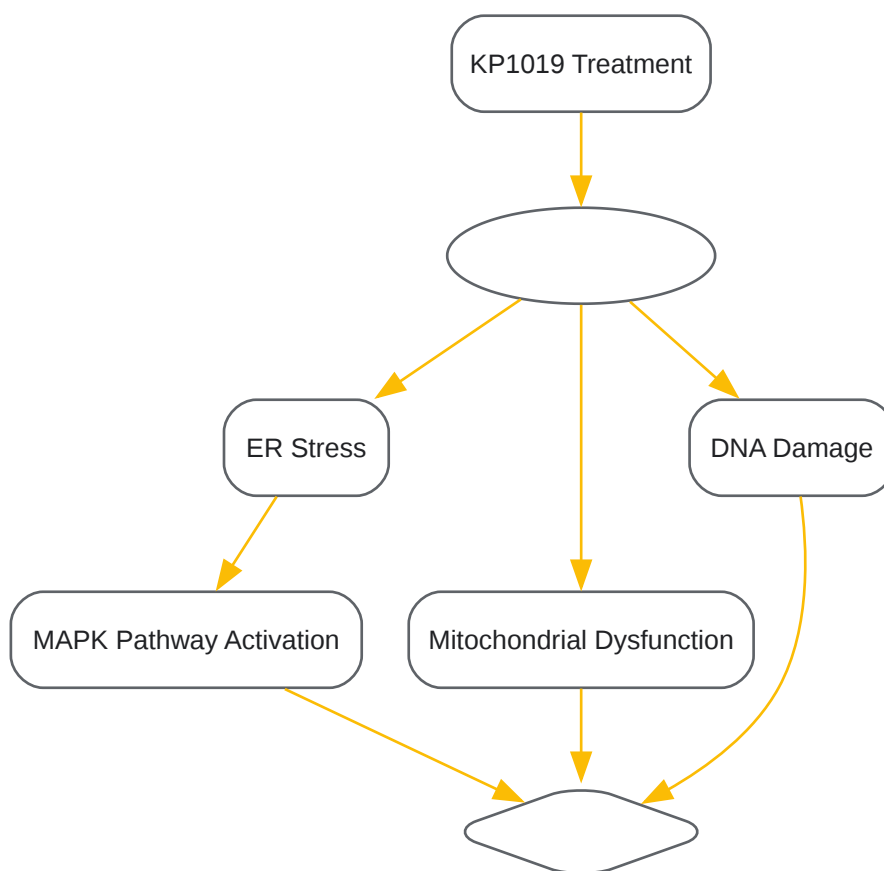 KP1019 Treatment
ER Stress
DNA Damage
MAPK Pathway Activation
Mitochondrial Dysfunction